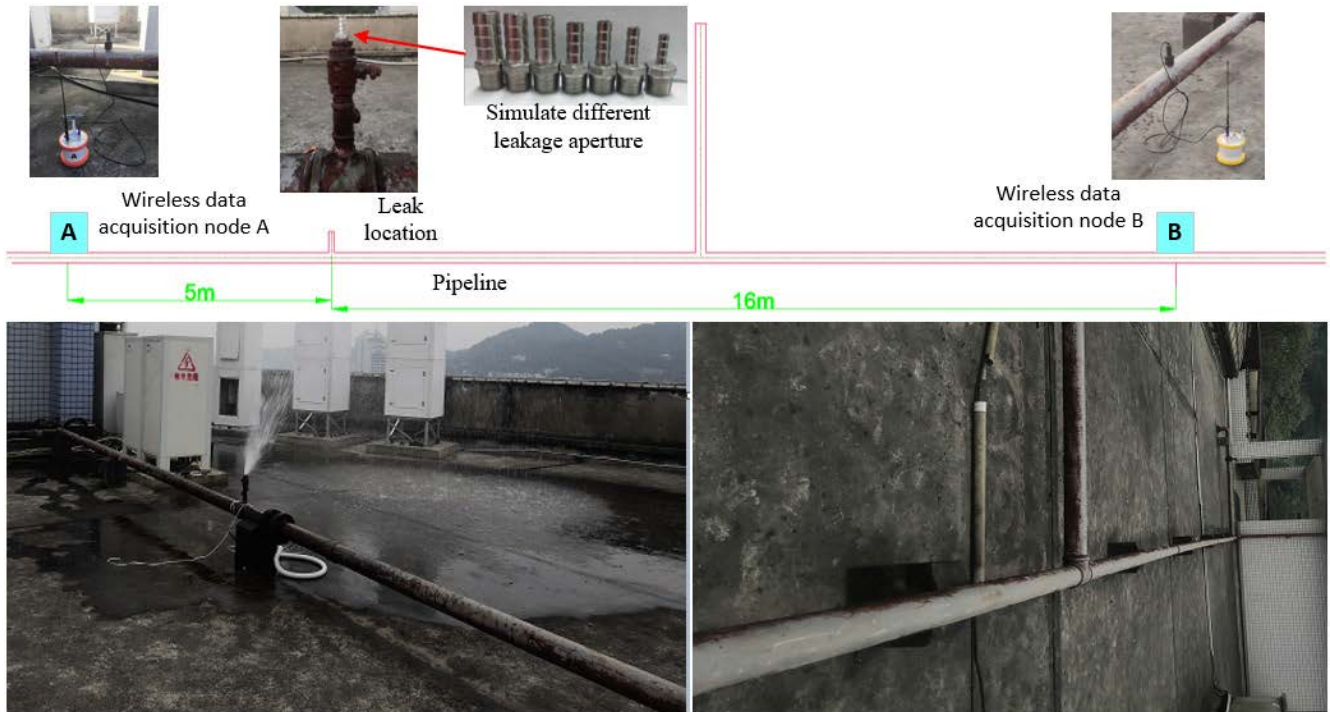 Simulate different
leakage aperture
Wireless data
acquisition node A
Leak
location
Wireless data
acquisition node B
A
A
B
Pipeline
5m
16m